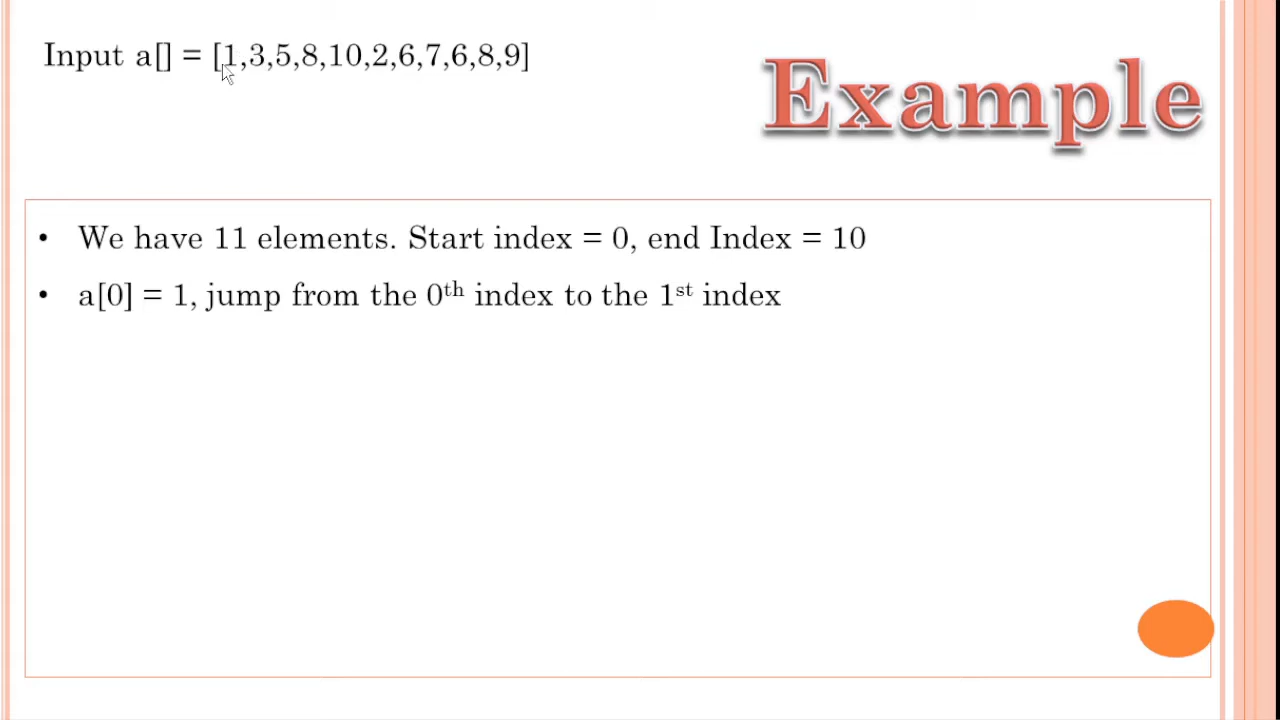 Input a[] = [1,3,5,8,10,2,6,7,6,8,9]
Example
• We have 11 elements. Start index = 0, end Index = 10
• a[0] = 1, jump from the 0th index to the 1st index